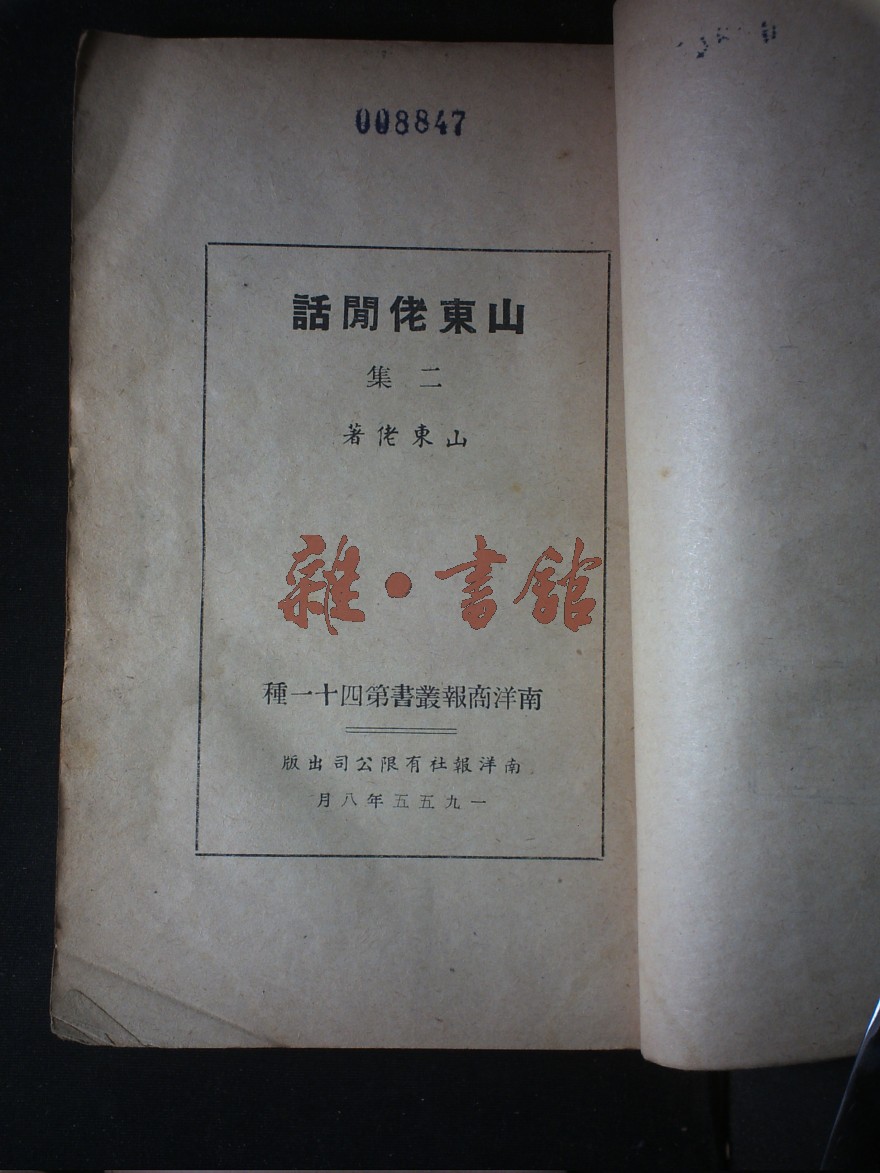 008847
山東佬閒話
二集
山東佬著
雜·書館
南洋商報叢書第四十一種
南洋報社有限公司出版
一九五五年八月